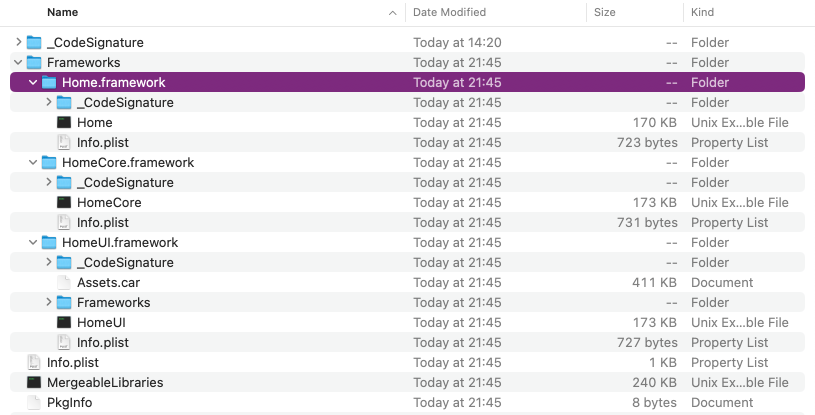 Name Date Modified Size Kind
_CodeSignature Today at 14:20 -- Folder
Frameworks Today at 21:45 -- Folder
Home.framework Today at 21:45 -- Folder
_CodeSignature Today at 21:45 -- Folder
Home Today at 21:45 170 KB Unix Ex...ble File
Info.plist Today at 21:45 723 bytes Property List
HomeCore.framework Today at 21:45 -- Folder
_CodeSignature Today at 21:45 -- Folder
HomeCore Today at 21:45 173 KB Unix Ex...ble File
Info.plist Today at 21:45 731 bytes Property List
HomeUI.framework Today at 21:45 -- Folder
_CodeSignature Today at 21:45 -- Folder
Assets.car Today at 21:45 411 KB Document
Frameworks Today at 21:45 -- Folder
HomeUI Today at 21:45 173 KB Unix Ex...ble File
Info.plist Today at 21:45 727 bytes Property List
Info.plist Today at 21:45 1 KB Property List
MergeableLibraries Today at 21:45 240 KB Unix Ex...ble File
PkgInfo Today at 21:45 8 bytes Document